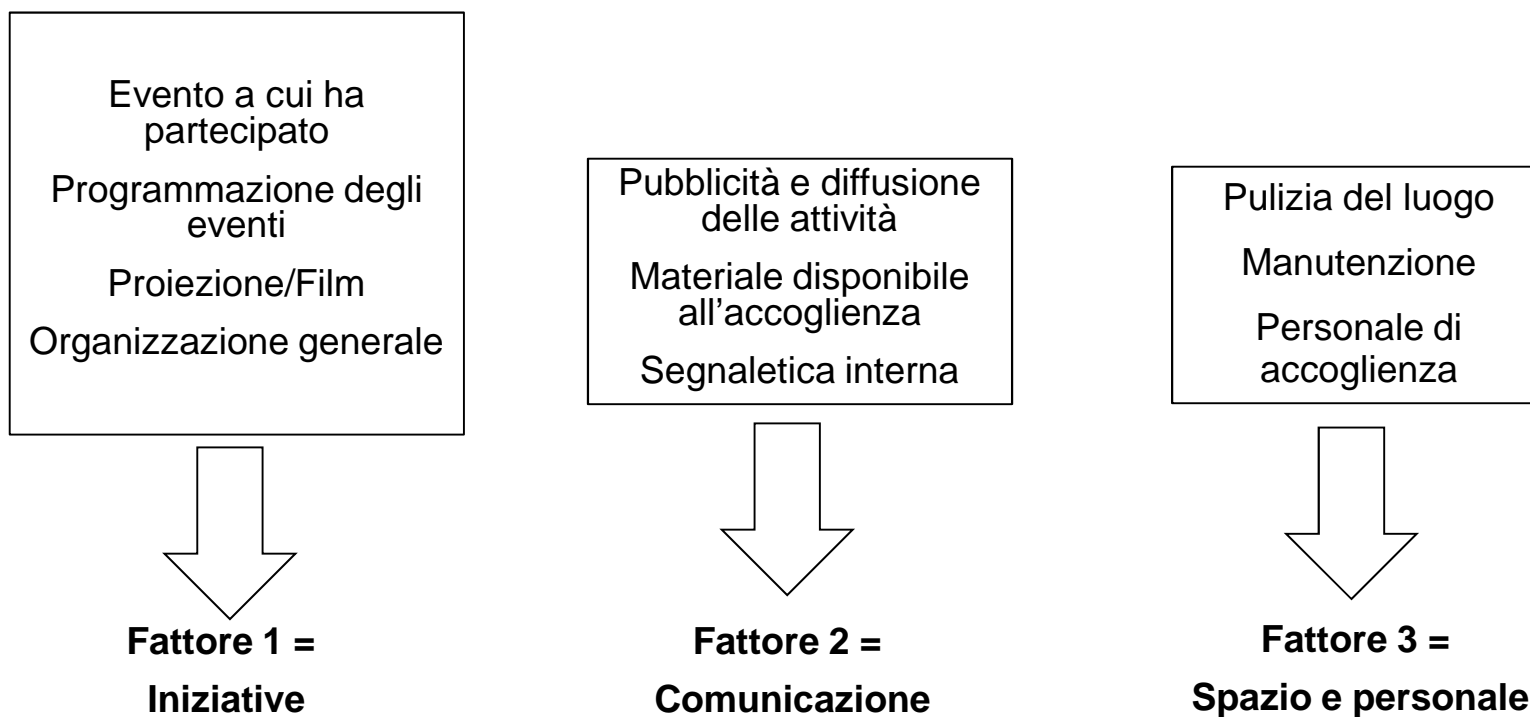 Evento a cui ha
partecipato
Programmazione degli
eventi
Proiezione/Film
Organizzazione generale
Fattore 1 =
Iniziative
Pubblicità e diffusione
delle attività
Materiale disponibile
all’accoglienza
Segnaletica interna
Fattore 2 =
Comunicazione
Pulizia del luogo
Manutenzione
Personale di
accoglienza
Fattore 3 =
Spazio e personale